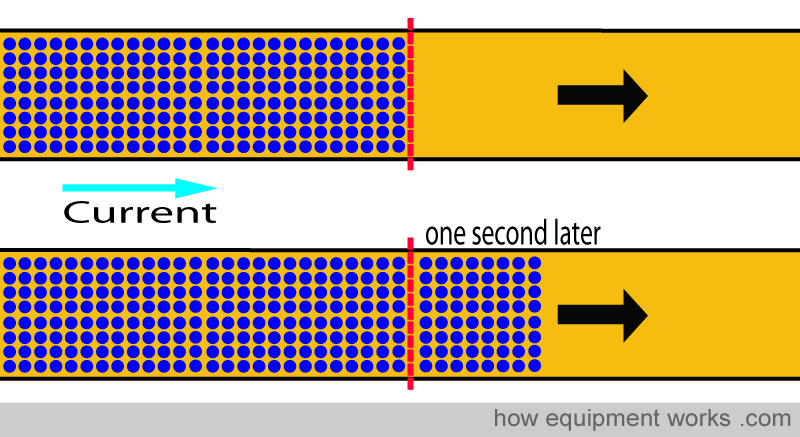 Current
one second later
how equipment works .com